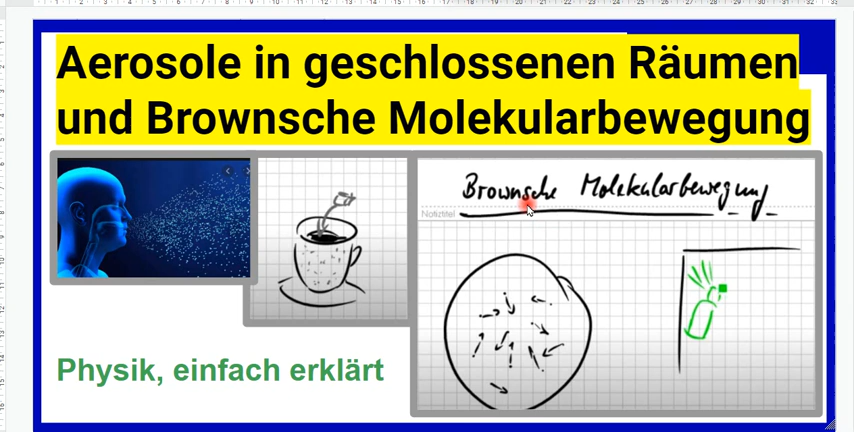 Aerosole in geschlossenen Räumen
und Brownsche Molekularbewegung
Brownsche Molekularbewegung
Notiztitel
Physik, einfach erklärt